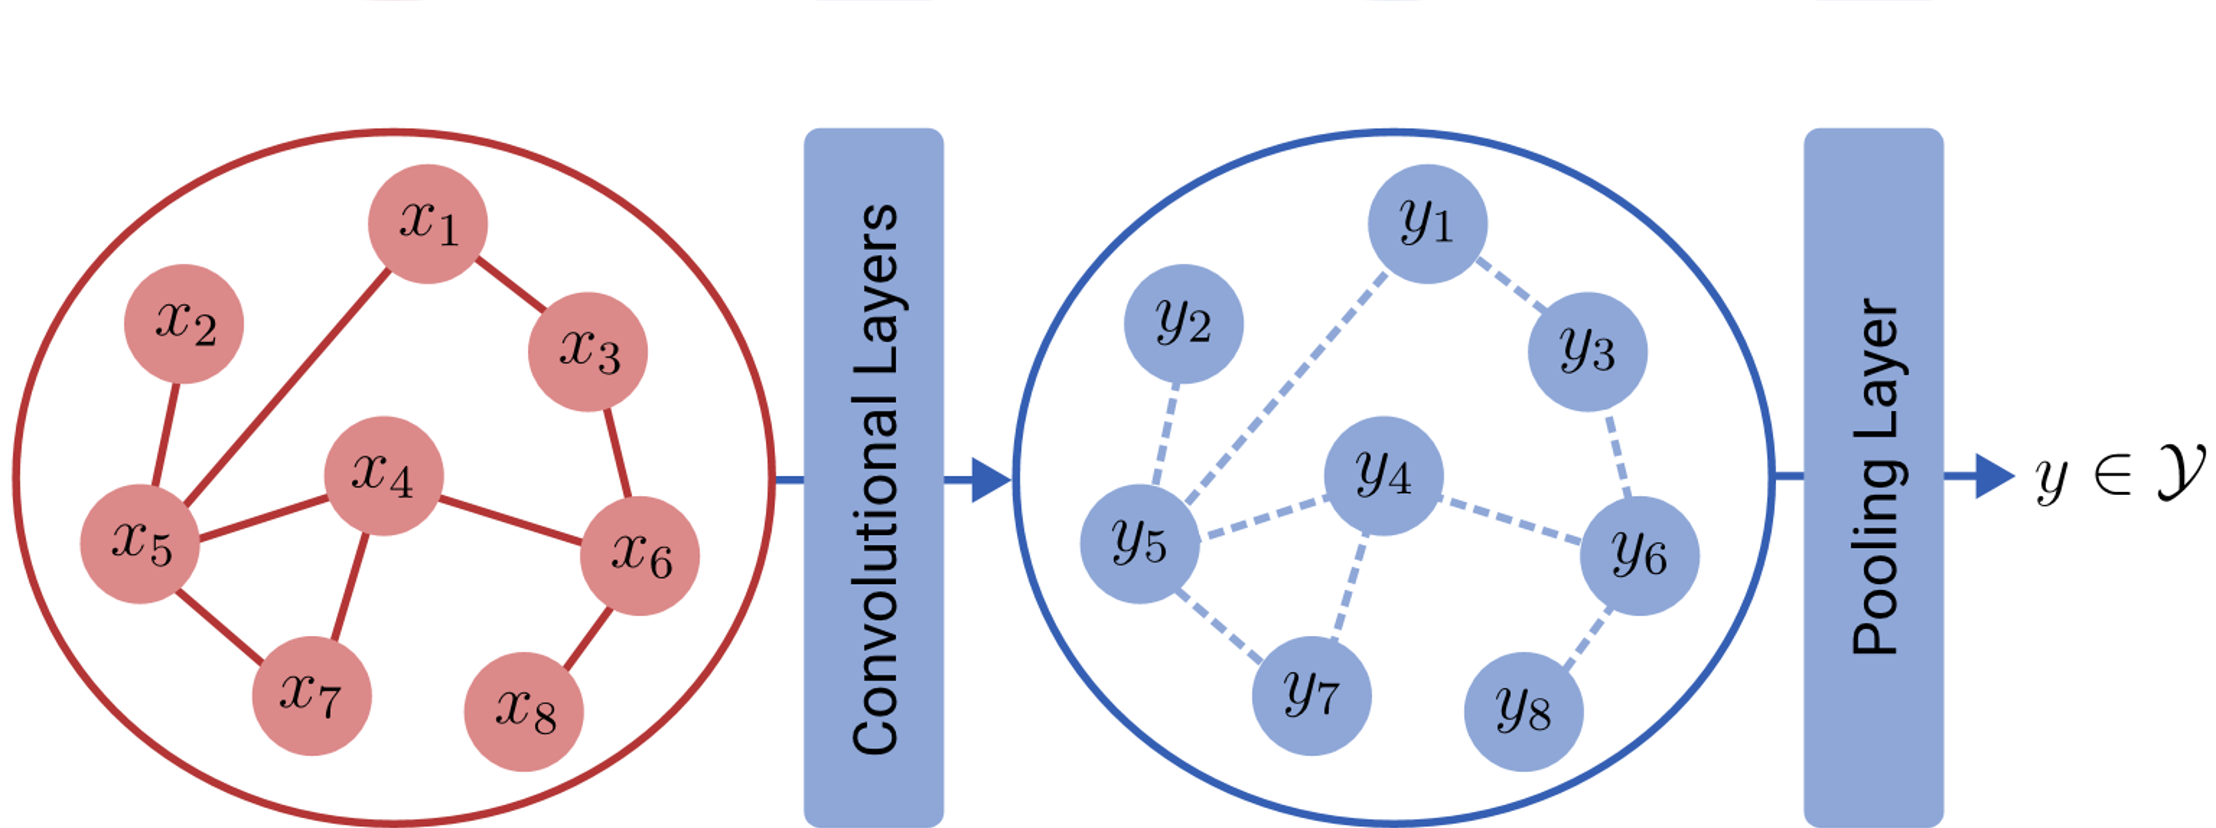 x1
x2
x3
x4
x5
x6
x7
x8
Convolutional Layers
y1
y2
y3
y4
y5
y6
y7
y8
Pooling Layer
y ∈ 𝒴